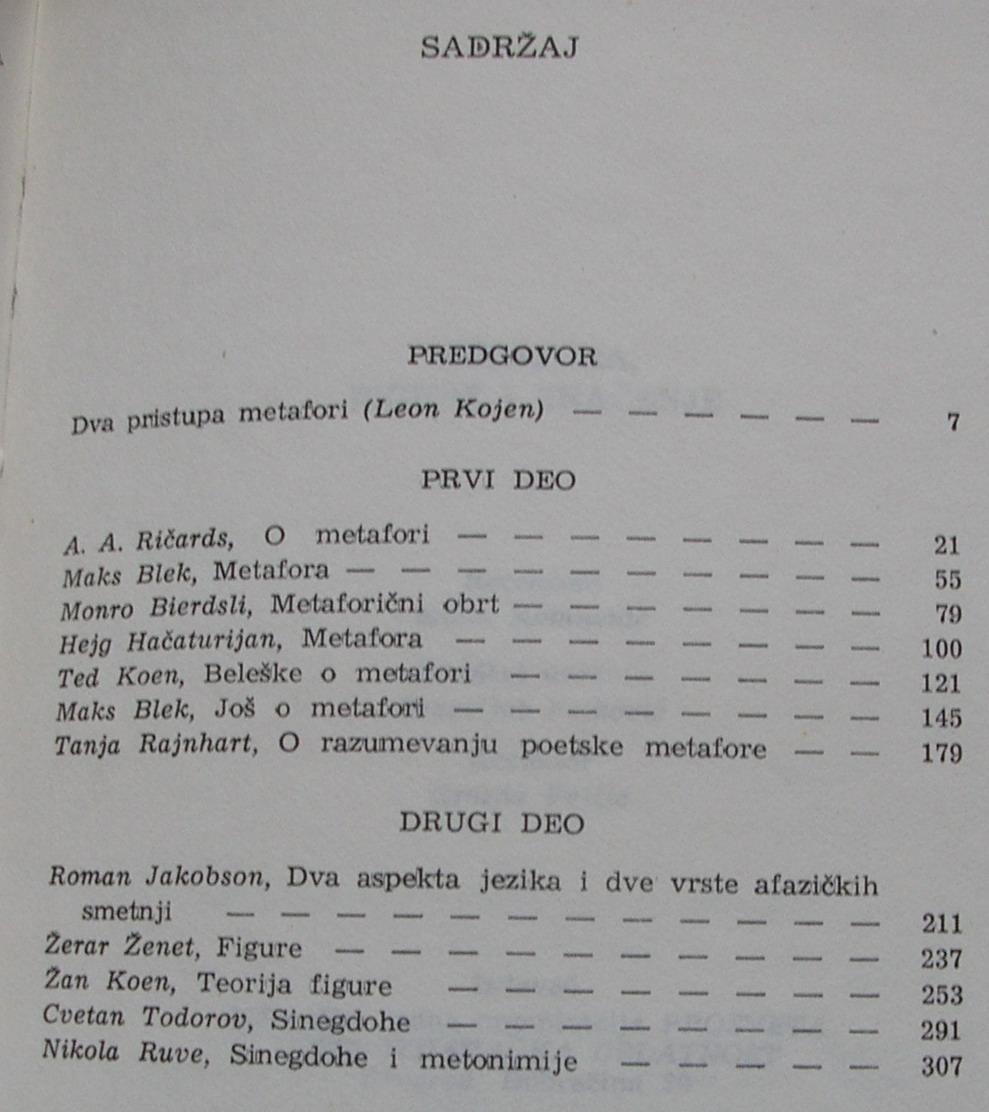 SADRŽAJ
PREDGOVOR
Dva pristupa metafori (Leon Kojen) — — — — — — 7
PRVI DEO
A. A. Ričards, O metafori — — — — — — — — 21
Maks Blek, Metafora — — — — — — — — — — 55
Monro Bierdsli, Metaforični obrt — — — — — — — 79
Hejg Hačaturijan, Metafora — — — — — — — — 100
Ted Koen, Beleške o metafori — — — — — — — 121
Maks Blek, Još o metafori — — — — — — — — 145
Tanja Rajnhart, O razumevanju poetske metafore — — 179
DRUGI DEO
Roman Jakobson, Dva aspekta jezika i dve vrste afazičkih
smetnji — — — — — — — — — — — — 211
Žerar Ženet, Figure — — — — — — — — — — 237
Žan Koen, Teorija figure — — — — — — — — 253
Cvetan Todorov, Sinegdohe — — — — — — — — 291
Nikola Ruve, Sinegdohe i metonimije — — — — — 307